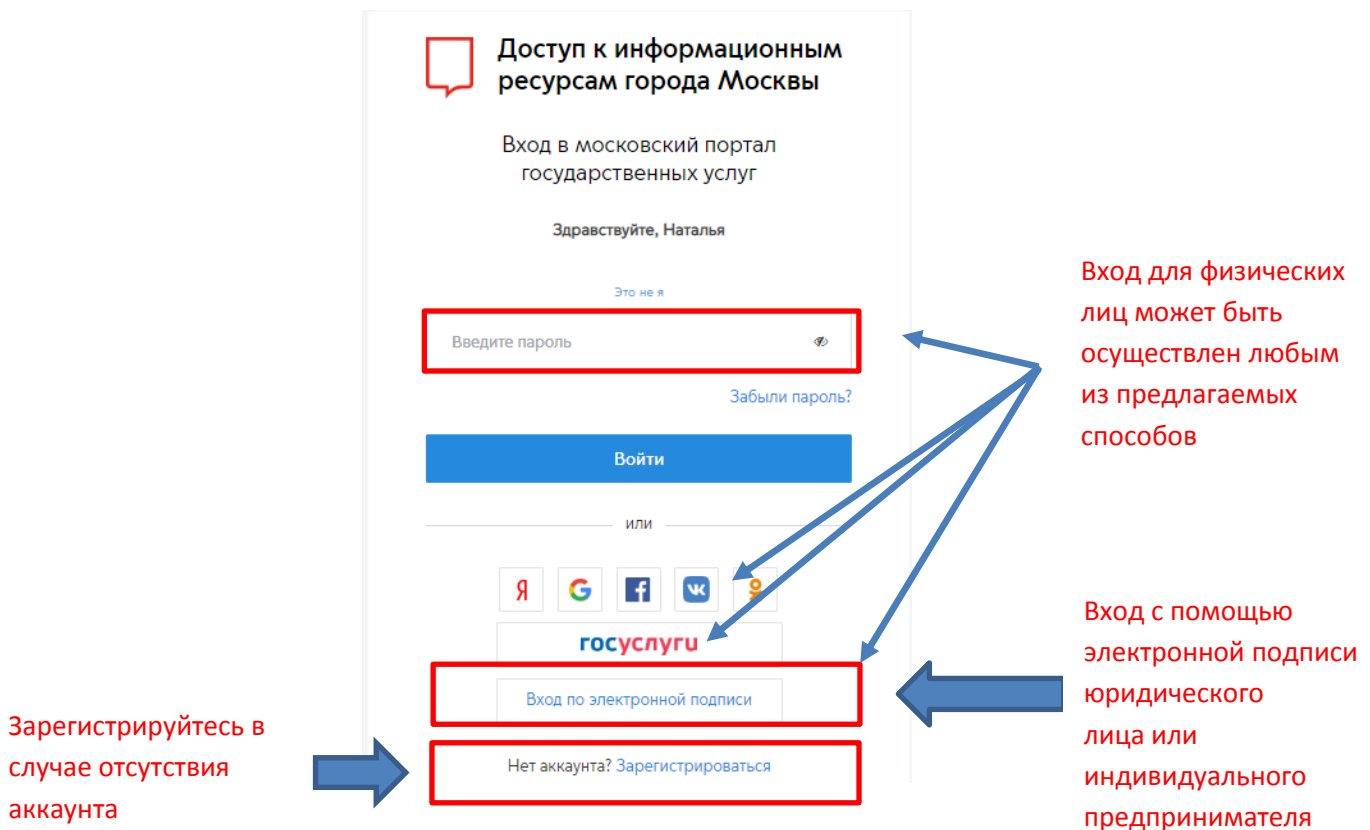 Доступ к информационным
ресурсам города Москвы
Вход в московский портал
государственных услуг
Здравствуйте, Наталья
Это не я
Введите пароль
Забыли пароль?
Войти
или
Я G f
госуслуги
Вход по электронной подписи
Нет аккаунта? Зарегистрироваться
Вход для физических
лиц может быть
осуществлен любым
из предлагаемых
способов
Вход с помощью
электронной подписи
юридического
лица или
индивидуального
предпринимателя
Зарегистрируйтесь в
случае отсутствия
аккаунта